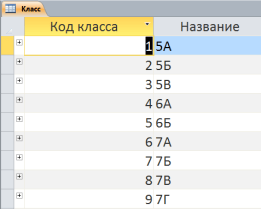 Класс
Код класса Название
1 5А
2 5Б
3 5В
4 6А
5 6Б
6 7А
7 7Б
8 7В
9 7Г